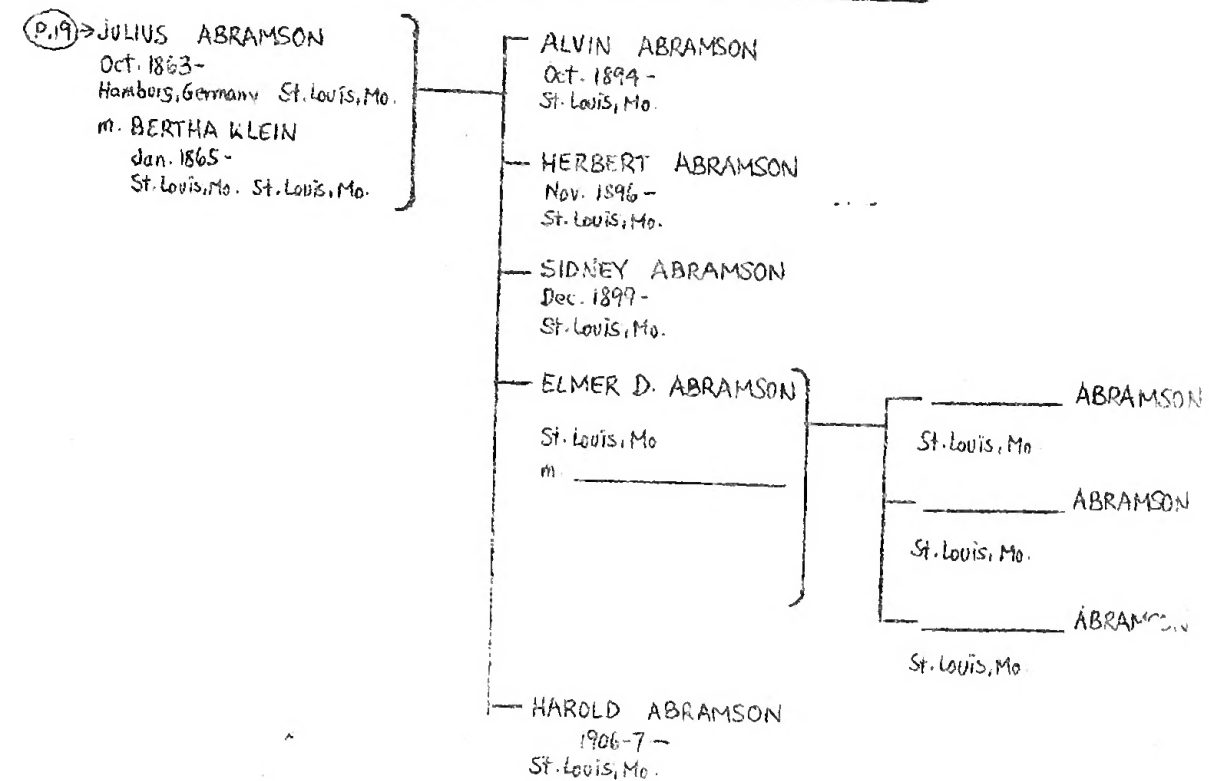 P.19 → JULIUS ABRAMSON
Oct. 1863-
Hamburg, Germany St. Louis, Mo.
m. BERTHA KLEIN
Jan. 1865 -
St. Louis, Mo. St. Louis, Mo.
ALVIN ABRAMSON
Oct. 1894 -
St. Louis, Mo.
HERBERT ABRAMSON
Nov. 1896 -
St. Louis, Mo.
SIDNEY ABRAMSON
Dec. 1899 -
St. Louis, Mo.
ELMER D. ABRAMSON
St. Louis, Mo
m.
HAROLD ABRAMSON
1906-7 -
St. Louis, Mo.
ABRAMSON
St. Louis, Mo
ABRAMSON
St. Louis, Mo.
ABRAMSON
St. Louis, Mo